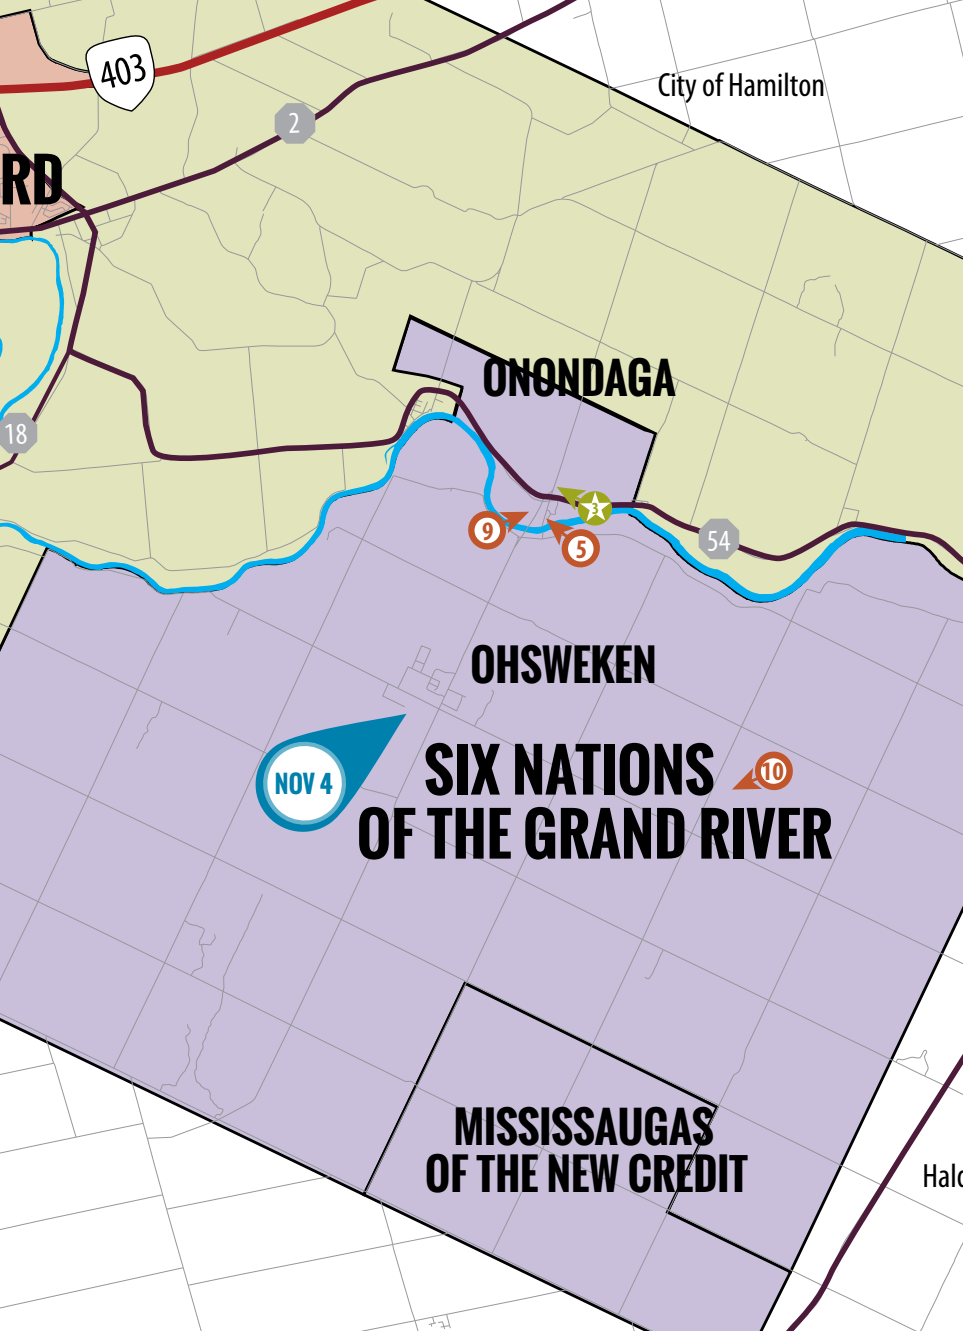 City of Hamilton
403
2
RD
ONONDAGA
18
3
9
5
54
OHSWEKEN
SIX NATIONS
10
NOV 4
OF THE GRAND RIVER
MISSISSAUGAS
OF THE NEW CREDIT
Hald